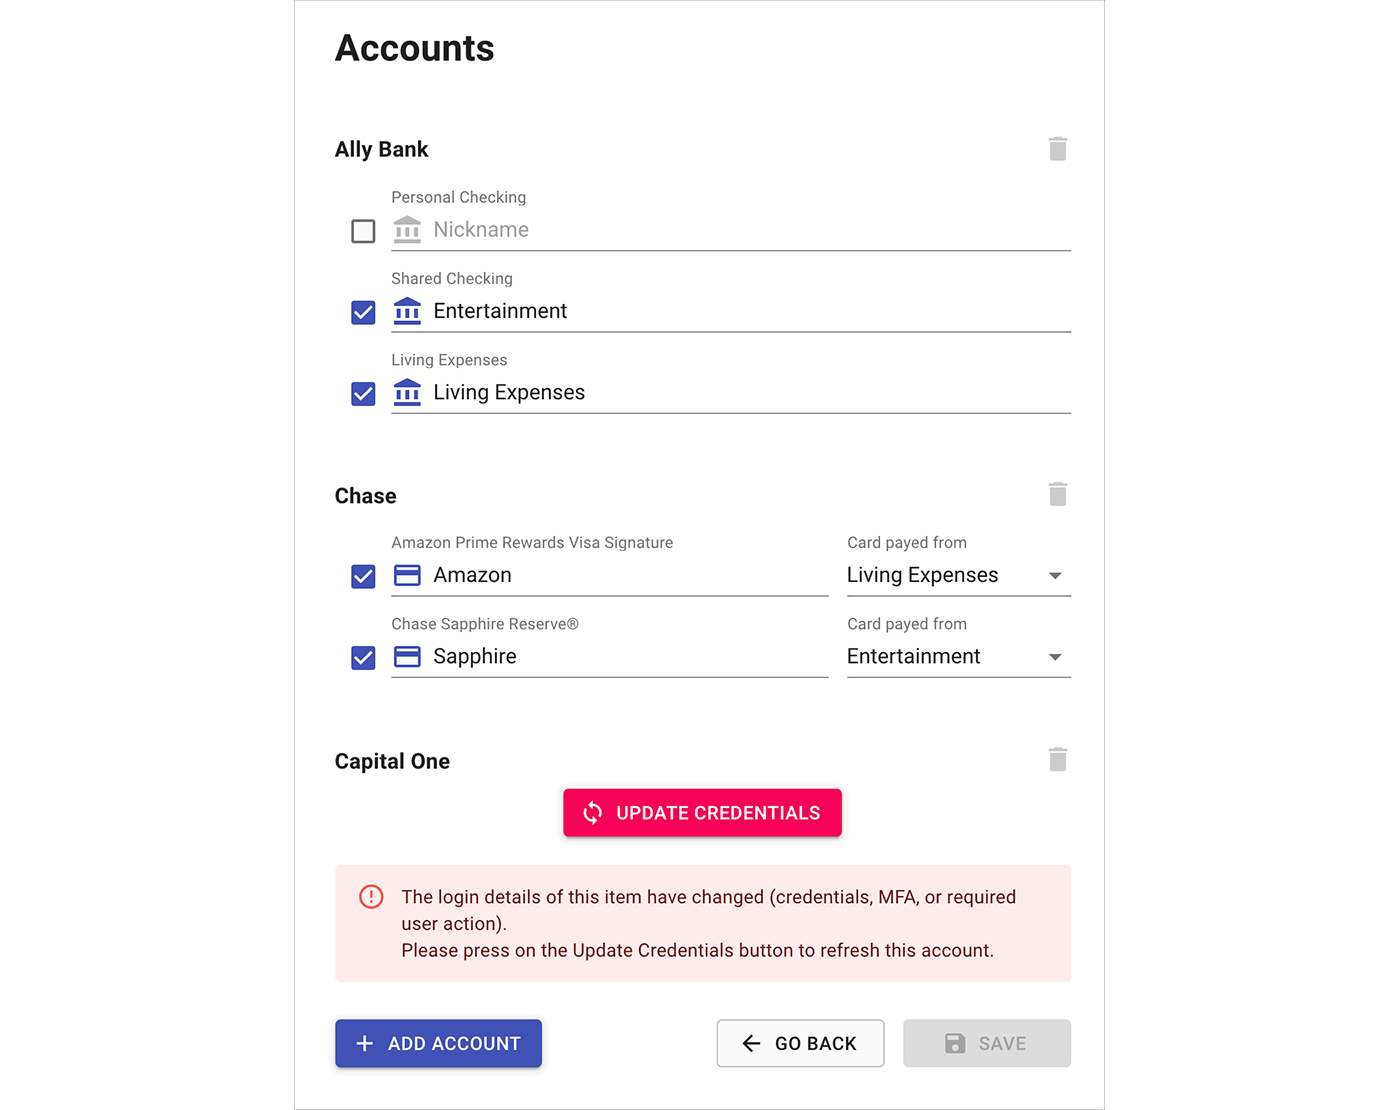 Accounts
Ally Bank
Personal Checking
Nickname
Shared Checking
Entertainment
Living Expenses
Living Expenses
Chase
Amazon Prime Rewards Visa Signature
Card payed from
Amazon
Living Expenses
Chase Sapphire Reserve®
Card payed from
Sapphire
Entertainment
Capital One
UPDATE CREDENTIALS
The login details of this item have changed (credentials, MFA, or required
user action).
Please press on the Update Credentials button to refresh this account.
ADD ACCOUNT
GO BACK
SAVE